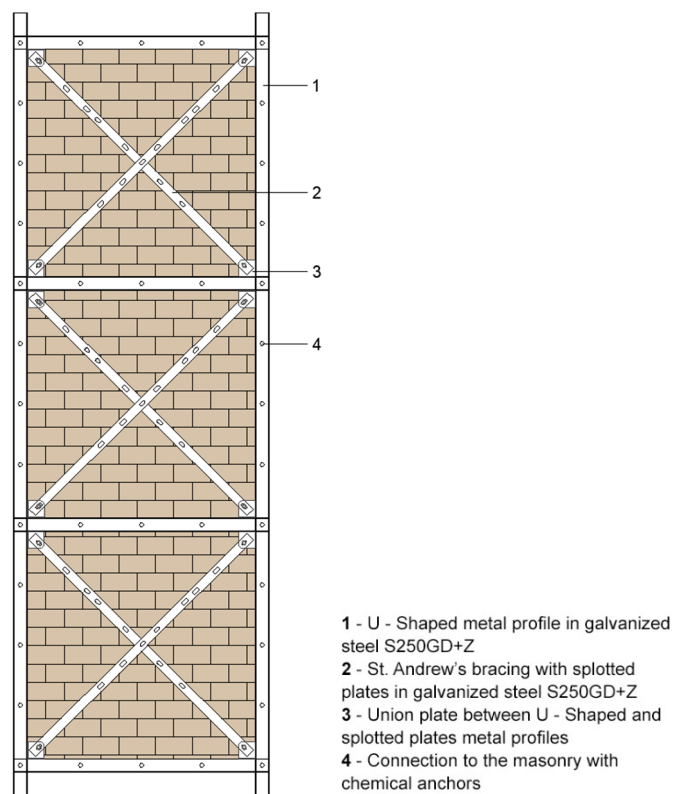 1
2
3
4
1 - U - Shaped metal profile in galvanized
steel S250GD+Z
2 - St. Andrew's bracing with splotted
plates in galvanized steel S250GD+Z
3 - Union plate between U - Shaped and
splotted plates metal profiles
4 - Connection to the masonry with
chemical anchors